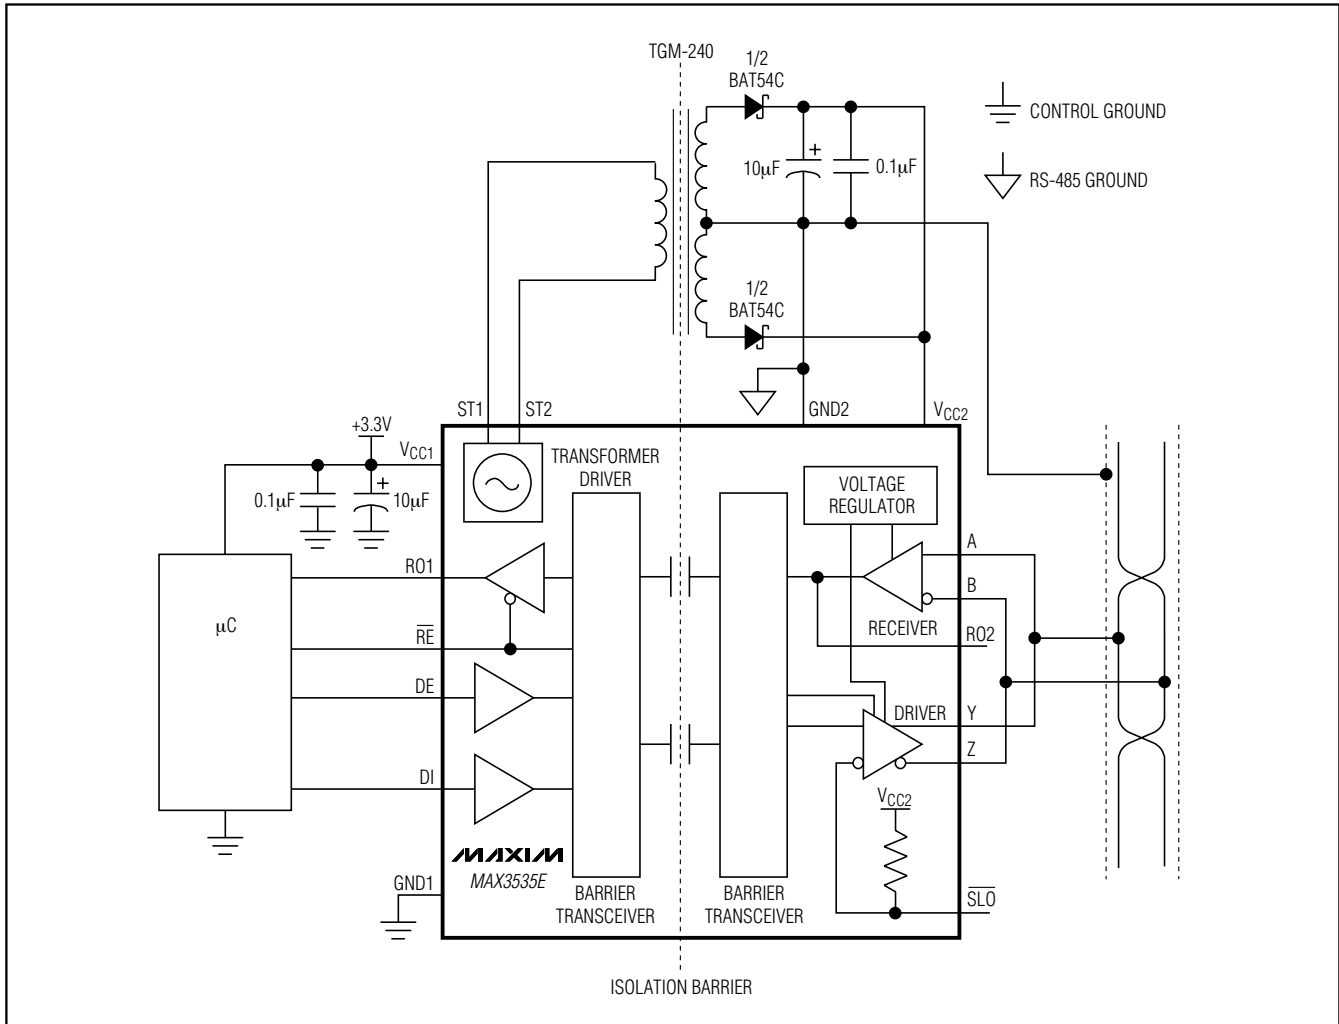 TGM-240
1/2
BAT54C
CONTROL GROUND
10µF
+
0.1µF
RS-485 GROUND
1/2
BAT54C
ST1
ST2
GND2
VCC2
+3.3V
VCC1
0.1µF
+
10µF
TRANSFORMER
DRIVER
VOLTAGE
REGULATOR
A
RO1
B
µC
RECEIVER
RE
RO2
DE
DRIVER
Y
Z
DI
VCC2
MAXIM
MAX3535E
GND1
BARRIER
TRANSCEIVER
BARRIER
TRANSCEIVER
SLO
ISOLATION BARRIER